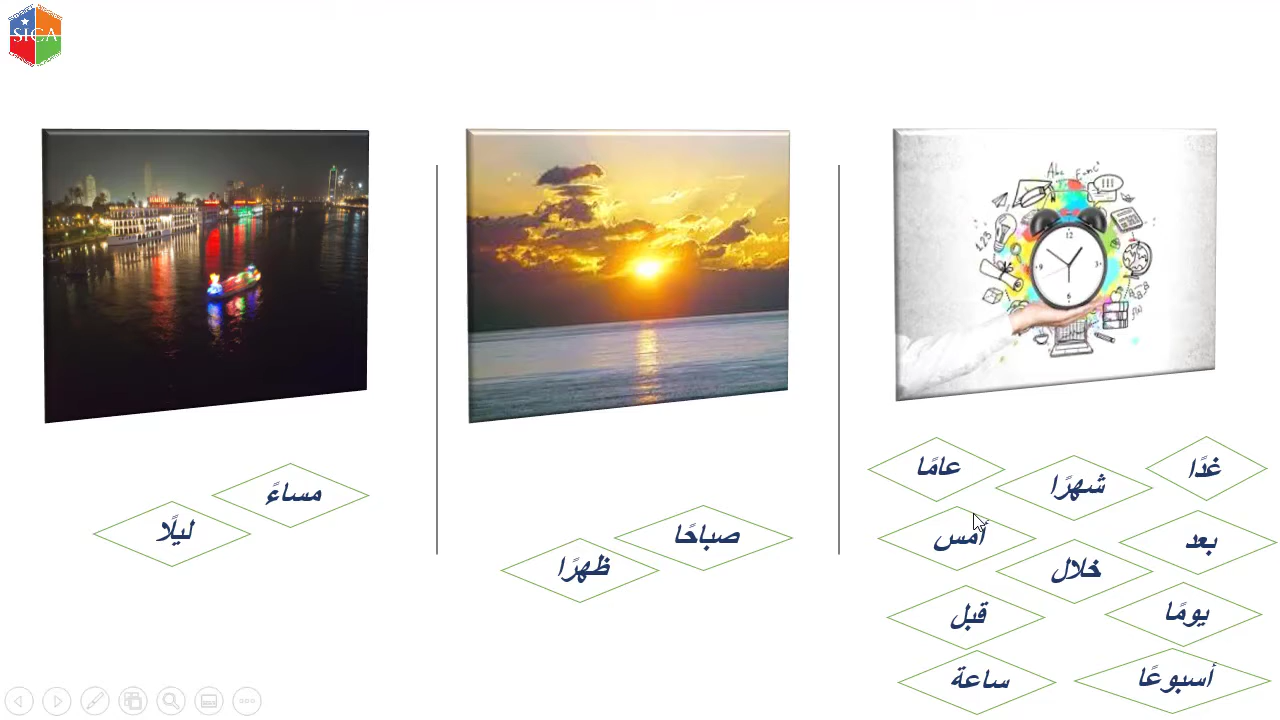 SICA
غدًا
شهرًا
عامًا
بعد
خلال
أمس
يومًا
قبل
أسبوعًا
ساعة
صباحًا
ظهرًا
مساءً
ليلًا